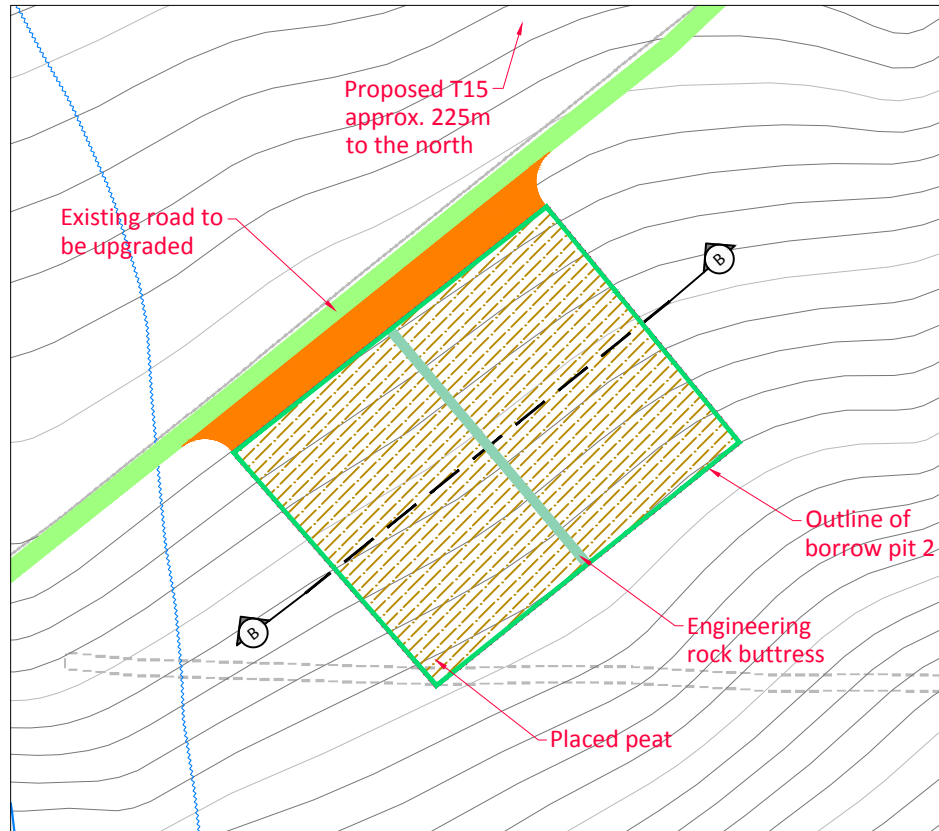 Proposed T15
approx. 225m
to the north
Existing road to
be upgraded
B
B
Outline of
borrow pit 2
Engineering
rock buttress
Placed peat